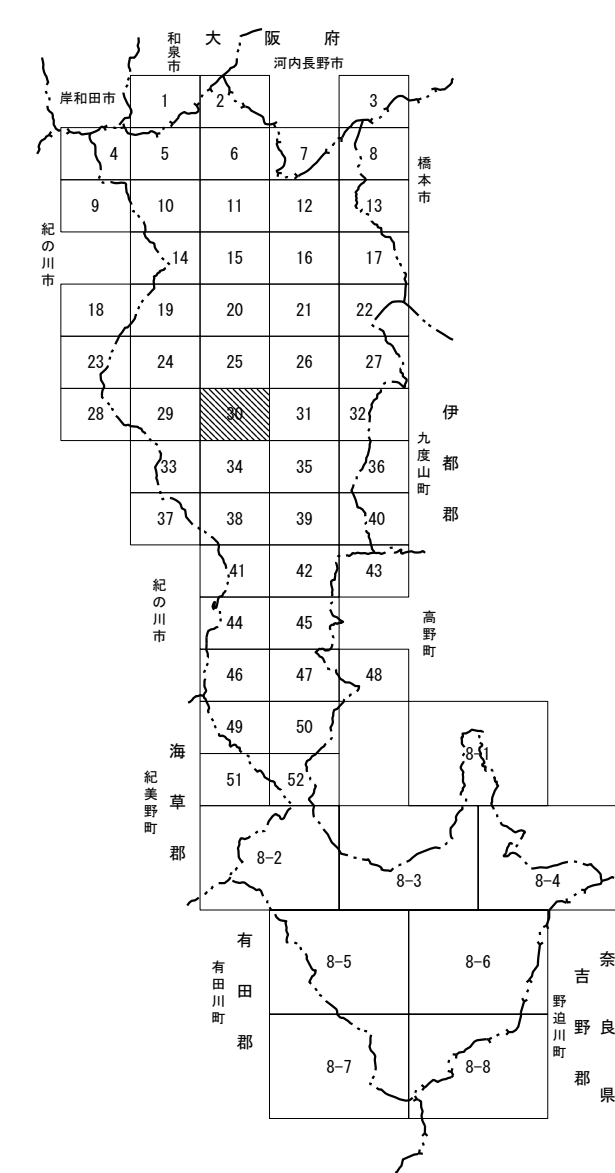 和泉市
大阪府
河内長野市
岸和田市
1 2 3
4 5 6 7 8
橋本市
9 10 11 12 13
紀の川市
14 15 16 17
18 19 20 21 22
23 24 25 26 27
28 29 30 31 32
伊都郡
九度山町
33 34 35 36
37 38 39 40
41 42 43
紀の川市
44 45
高野町
46 47 48
49 50
8-1
海草郡
紀美野町
51 52
8-2 8-3 8-4
有田郡
有田川町
8-5 8-6
奈良県
吉野郡
野迫川町
8-7 8-8